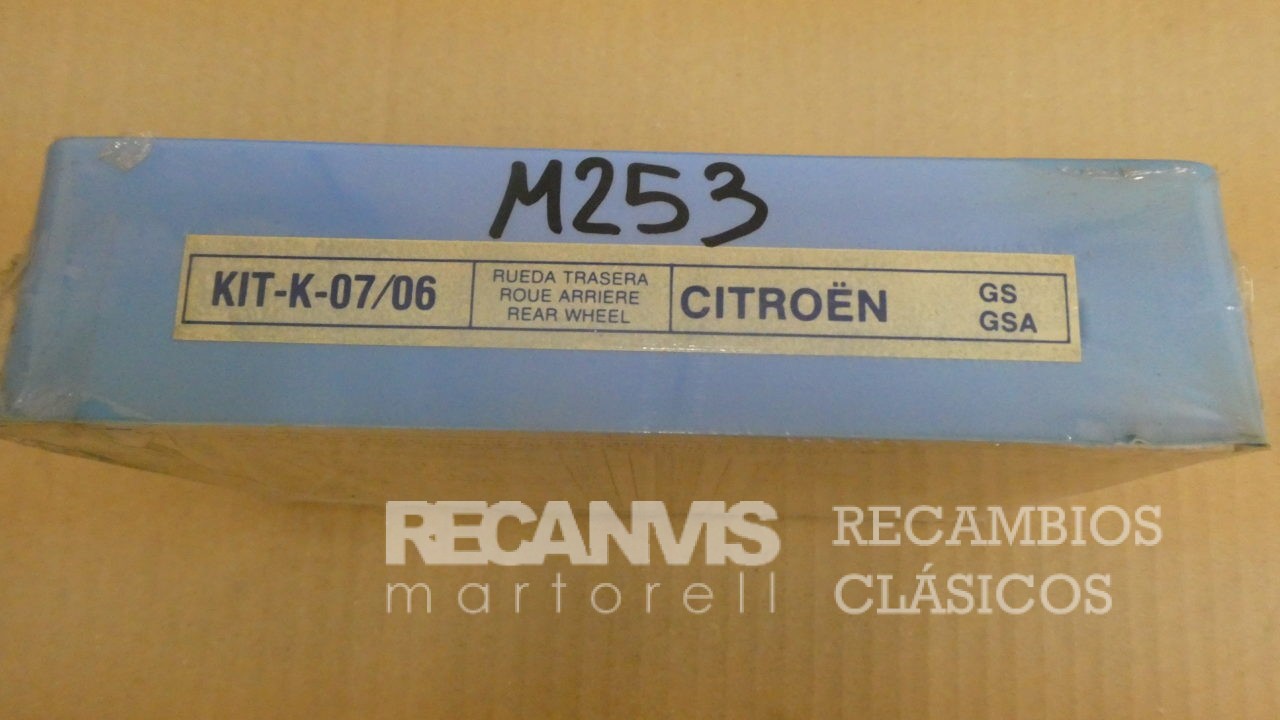 M253
KIT-K-07/06
RUEDA TRASERA
ROUE ARRIERE
REAR WHEEL
CITROËN
GS
GSA
RECANVIS
martorell
RECAMBIOS
CLÁSICOS